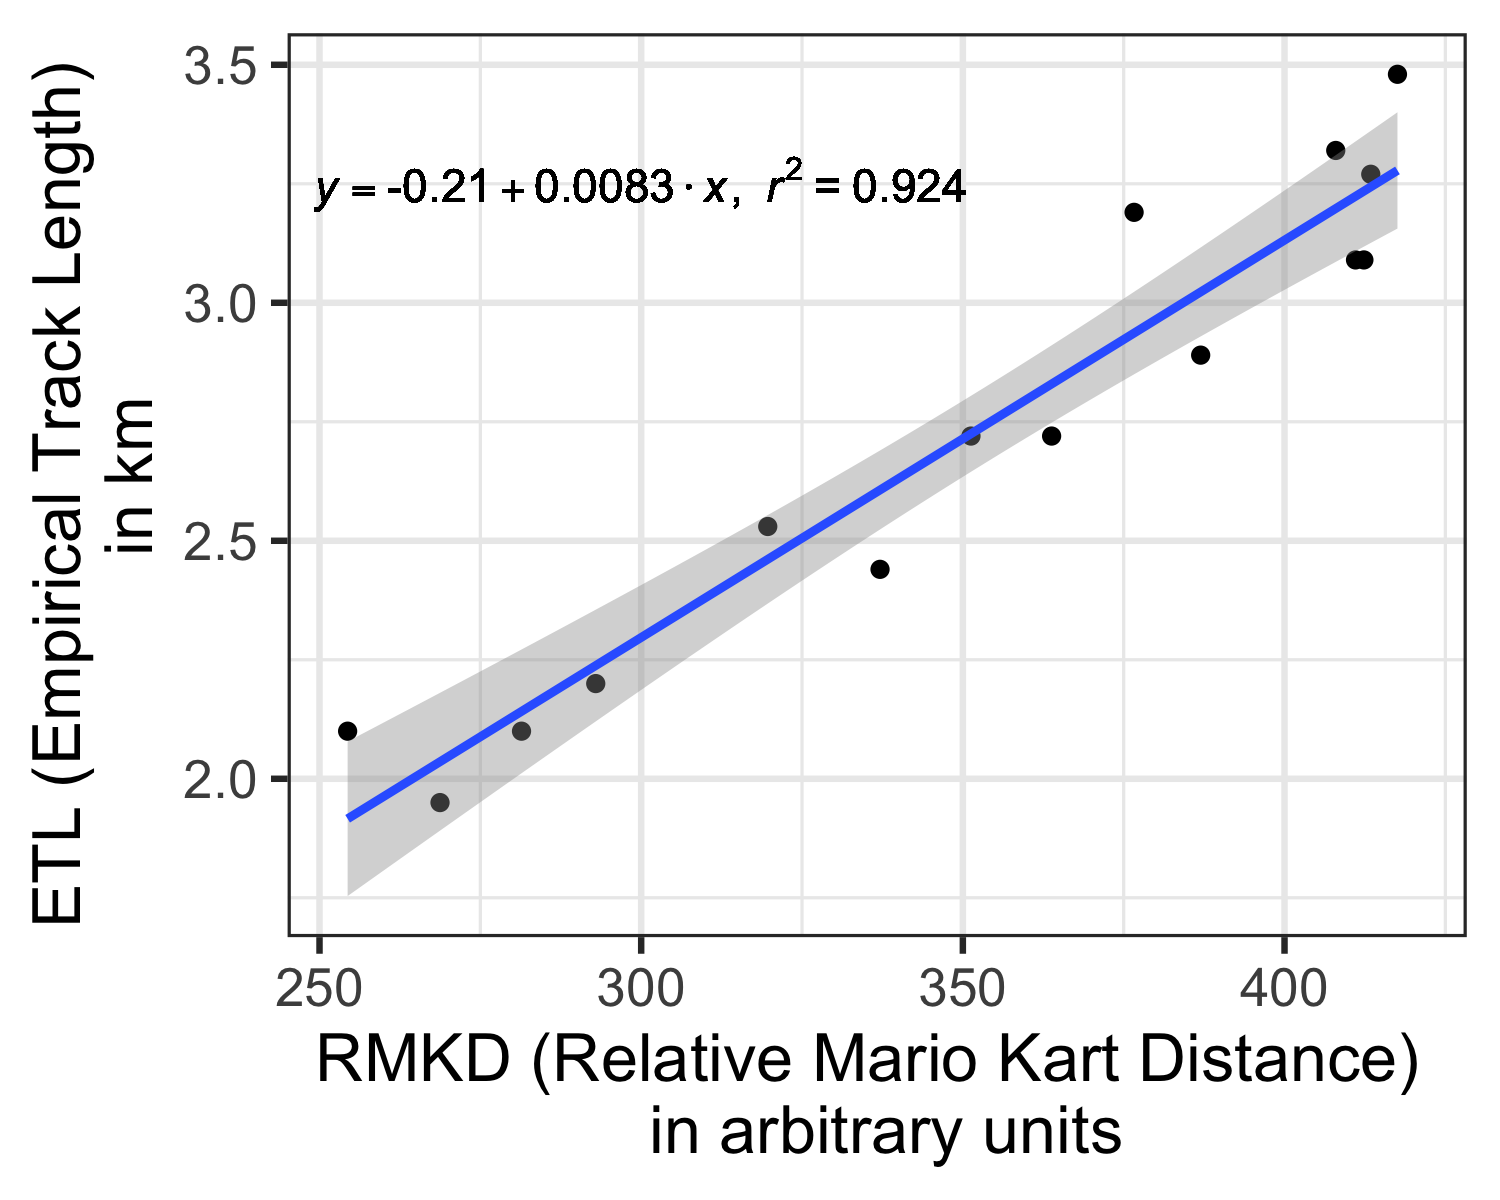 ETL (Empirical Track Length)
in km
3.5
3.0
2.5
2.0
y = -0.21 + 0.0083 · x, r² = 0.924
250 300 350 400
RMKD (Relative Mario Kart Distance)
in arbitrary units